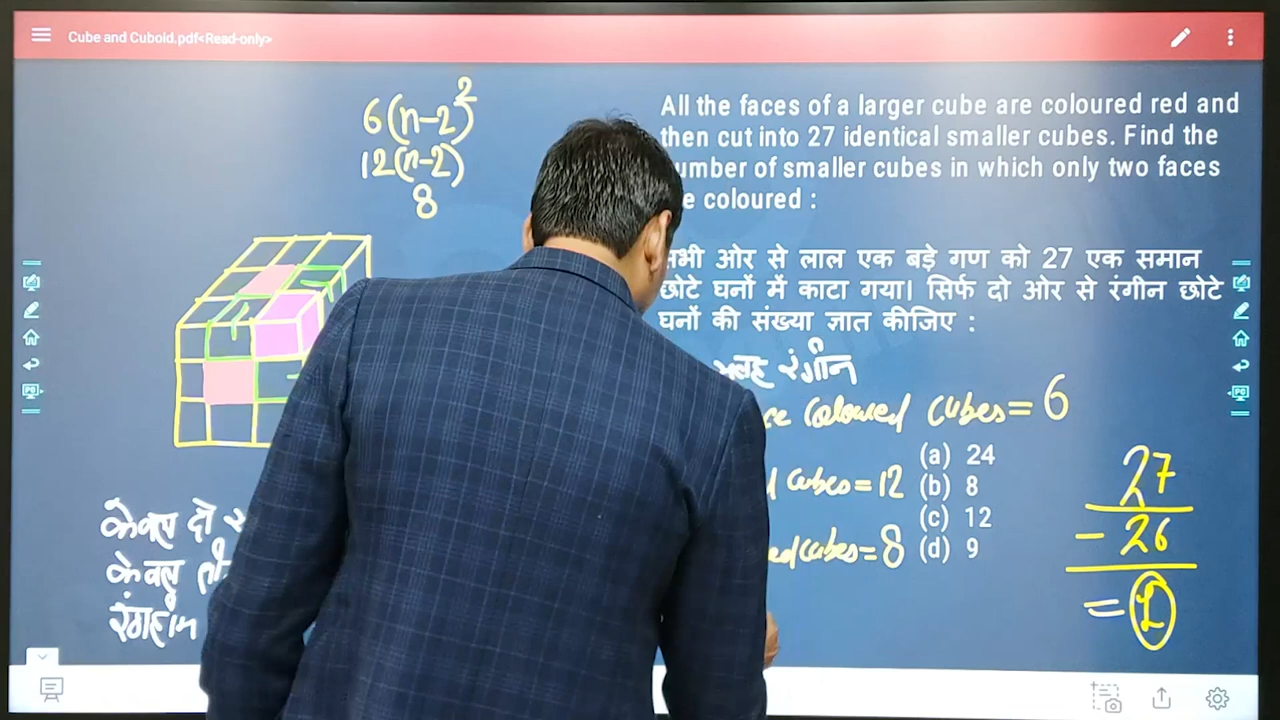 Cube and Cuboid.pdf<Read-only>
6(n-2)²
12(n-2)
8
All the faces of a larger cube are coloured red and
then cut into 27 identical smaller cubes. Find the
number of smaller cubes in which only two faces
coloured :
सभी ओर से लाल एक बड़े गण को 27 एक समान
छोटे घनों में काटा गया। सिर्फ दो ओर से रंगीन छोटे
घनों की संख्या ज्ञात कीजिए :
रंगीन
coloured cubes = 6
(a) 24
cubes = 12 (b) 8
(c) 12
cubes = 8 (d) 9
27
- 26
= 1
केवल दो
केवल
रंगहीन